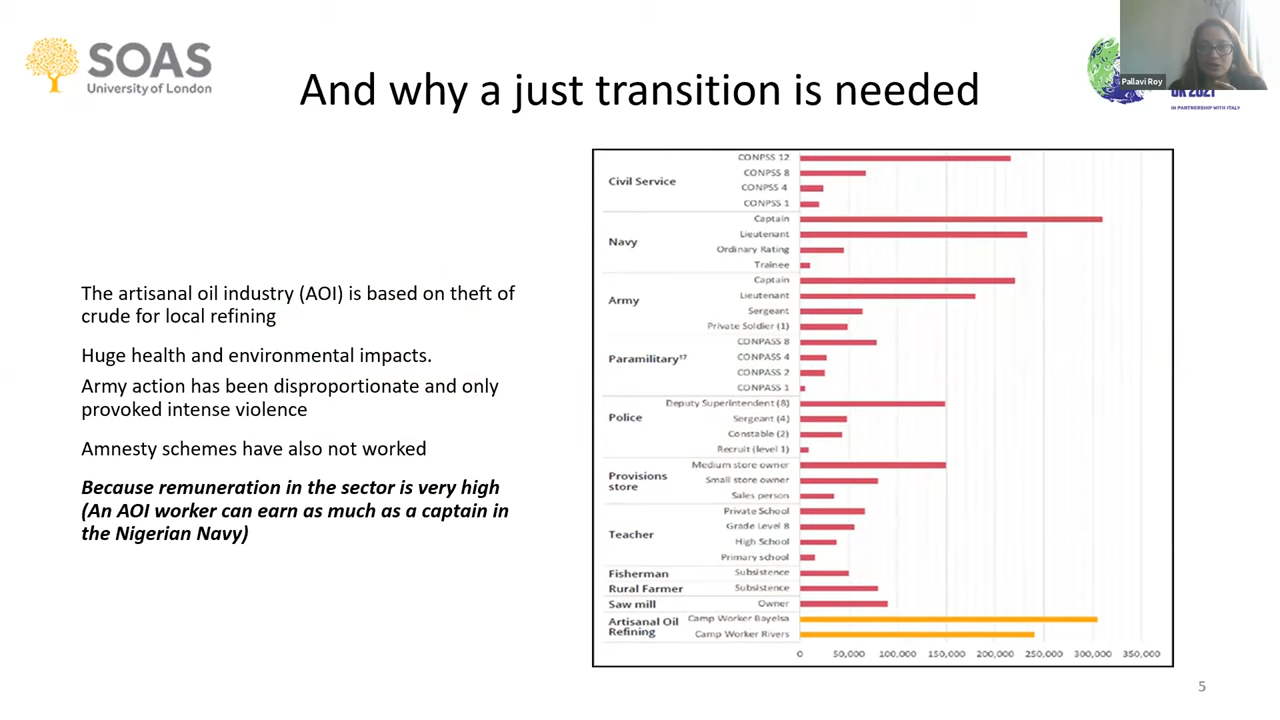 SOAS
University of London
And why a just transition is needed
Pallavi Roy
UK 2021
IN PARTNERSHIP WITH ITALY
The artisanal oil industry (AOI) is based on theft of
crude for local refining
Huge health and environmental impacts.
Army action has been disproportionate and only
provoked intense violence
Amnesty schemes have also not worked
Because remuneration in the sector is very high
(An AOI worker can earn as much as a captain in
the Nigerian Navy)
Civil Service
CONPSS 12
CONPSS 8
CONPSS 4
CONPSS 1
Navy
Captain
Lieutenant
Ordinary Rating
Trainee
Army
Captain
Lieutenant
Sergeant
Private Soldier (1)
Paramilitary¹⁷
CONPASS 8
CONPASS 4
CONPASS 2
CONPASS 1
Police
Deputy Superintendent (8)
Sergeant (4)
Constable (2)
Recruit (level 1)
Provisions
store
Medium store owner
Small store owner
Sales person
Teacher
Private School
Grade Level 8
High School
Primary school
Fisherman
Subsistence
Rural Farmer
Subsistence
Saw mill
Owner
Artisanal Oil
Refining
Camp Worker Bayelsa
Camp Worker Rivers
0 50,000 100,000 150,000 200,000 250,000 300,000 350,000
5